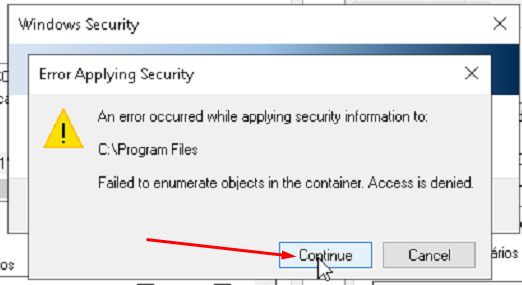 Windows Security
Error Applying Security
An error occurred while applying security information to:
C:\Program Files
Failed to enumerate objects in the container. Access is denied.
Continue
Cancel
ários
os